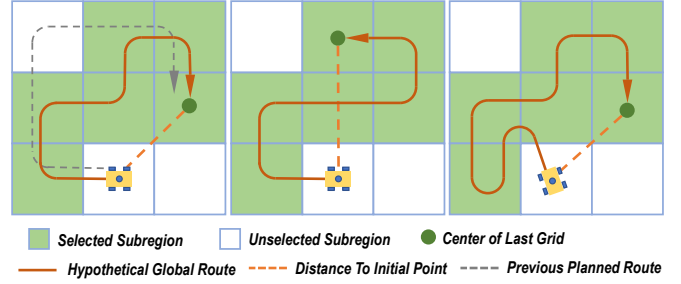 Selected Subregion Unselected Subregion Center of Last Grid
Hypothetical Global Route Distance To Initial Point Previous Planned Route